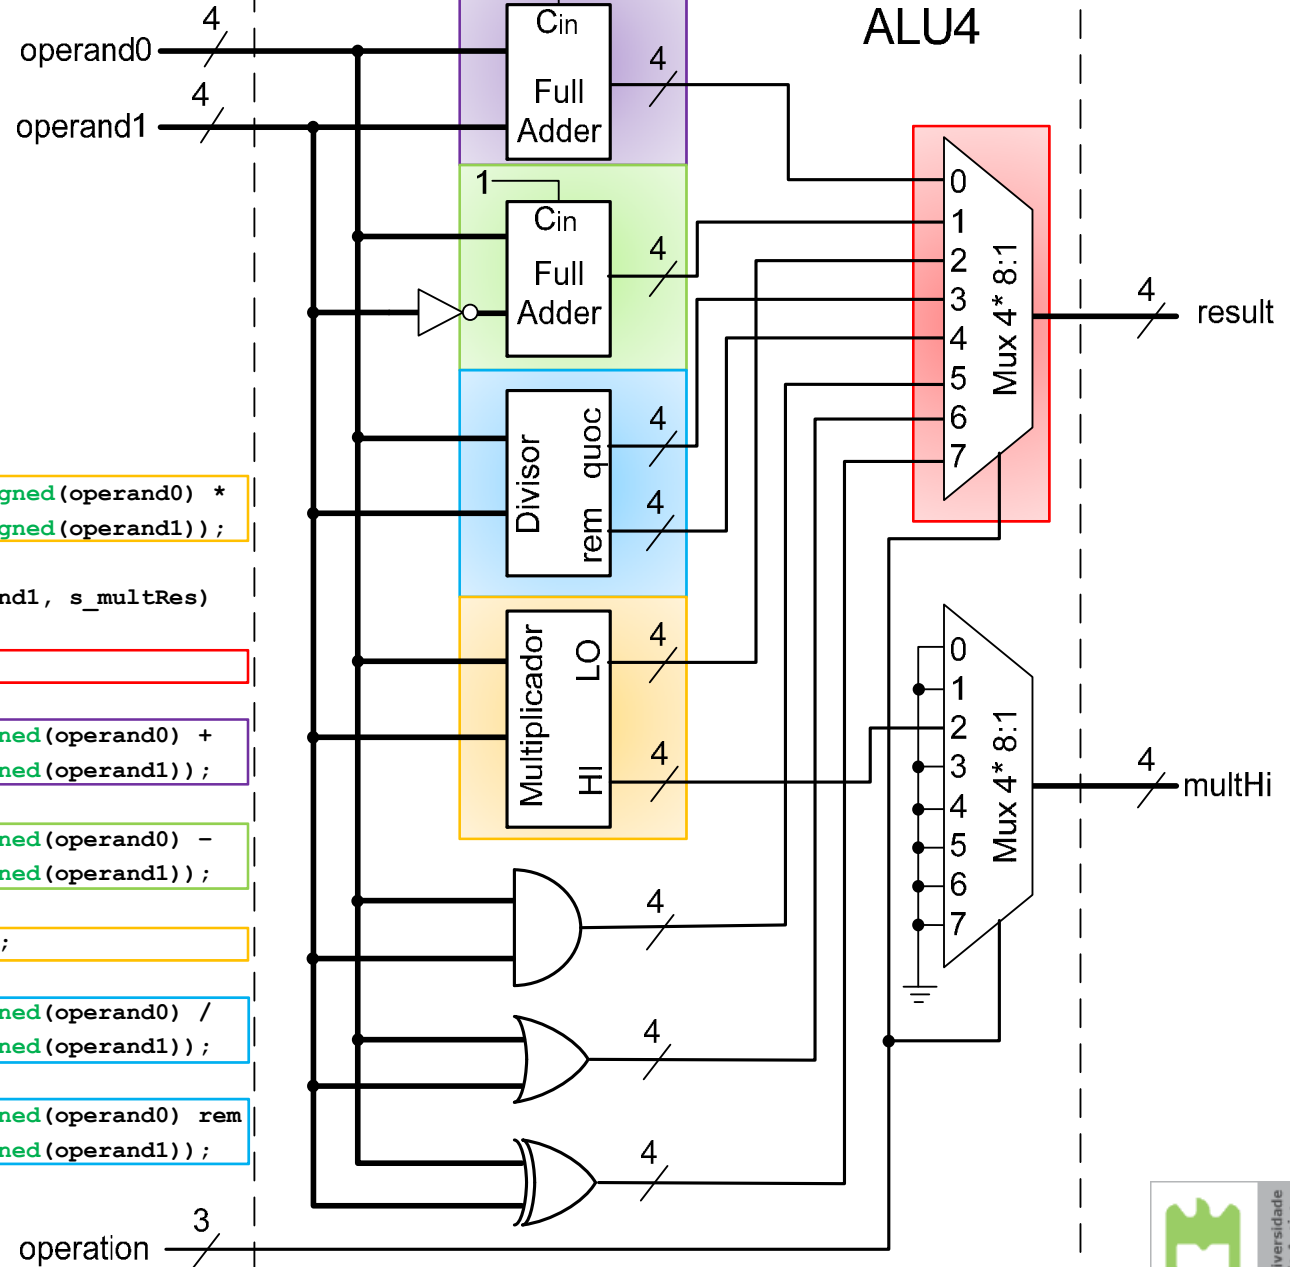 ALU4
4
operand0
4
operand1
Cin
Full
Adder
4
1
Cin
Full
Adder
4
Divisor
quoc
rem
4
4
Multiplicador
LO
HI
4
4
4
4
4
0
1
2
3
4
5
6
7
Mux 4* 8:1
4
result
0
1
2
3
4
5
6
7
Mux 4* 8:1
4
multHi
gned(operand0) *
gned(operand1));
nd1, s_multRes)
ned(operand0) +
ned(operand1));
ned(operand0) –
ned(operand1));
;
ned(operand0) /
ned(operand1));
ned(operand0) rem
ned(operand1));
3
operation
versidade